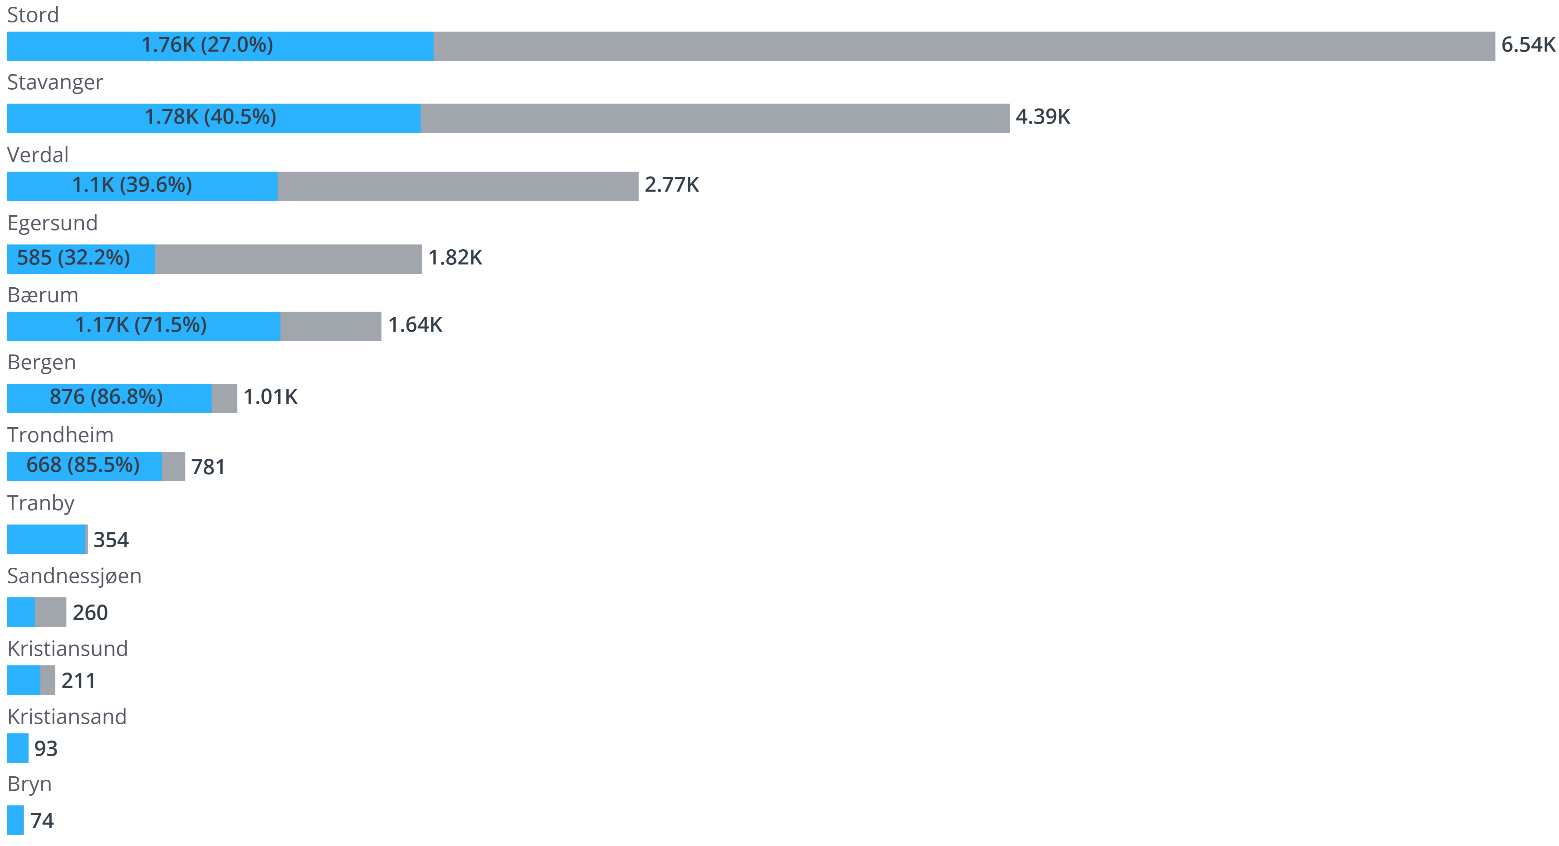 Stord
1.76K (27.0%) 6.54K
Stavanger
1.78K (40.5%) 4.39K
Verdal
1.1K (39.6%) 2.77K
Egersund
585 (32.2%) 1.82K
Bærum
1.17K (71.5%) 1.64K
Bergen
876 (86.8%) 1.01K
Trondheim
668 (85.5%) 781
Tranby
354
Sandnessjøen
260
Kristiansund
211
Kristiansand
93
Bryn
74